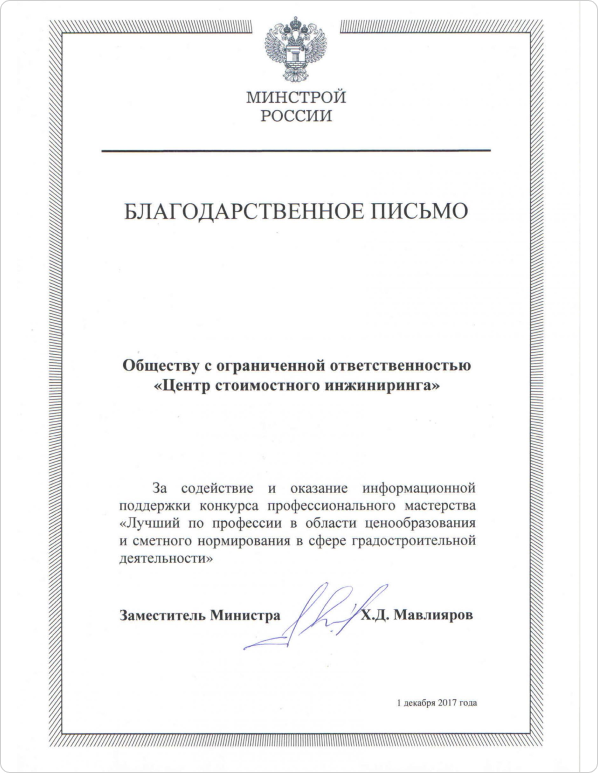 МИНСТРОЙ
РОССИИ
БЛАГОДАРСТВЕННОЕ ПИСЬМО
Обществу с ограниченной ответственностью
«Центр стоимостного инжиниринга»
За содействие и оказание информационной
поддержки конкурса профессионального мастерства
«Лучший по профессии в области ценообразования
и сметного нормирования в сфере градостроительной
деятельности»
Заместитель Министра Х.Д. Мавлияров
1 декабря 2017 года